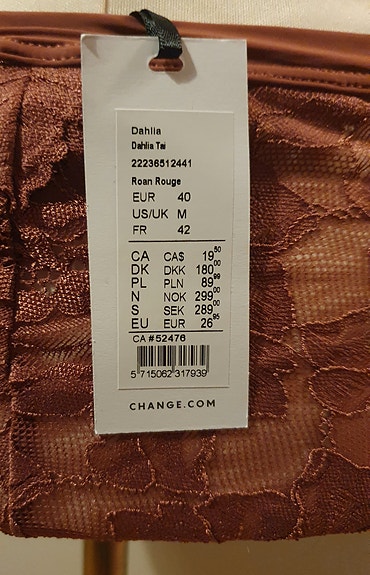 Dahlia
Dahlia Tai
22236512441
Roan Rouge
EUR 40
US/UK M
FR 42
CA CA$ 19.50
DK DKK 180.00
PL PLN 89.99
N NOK 299.00
S SEK 289.00
EU EUR 26.95
CA # 52476
5 715062 317939
CHANGE.COM